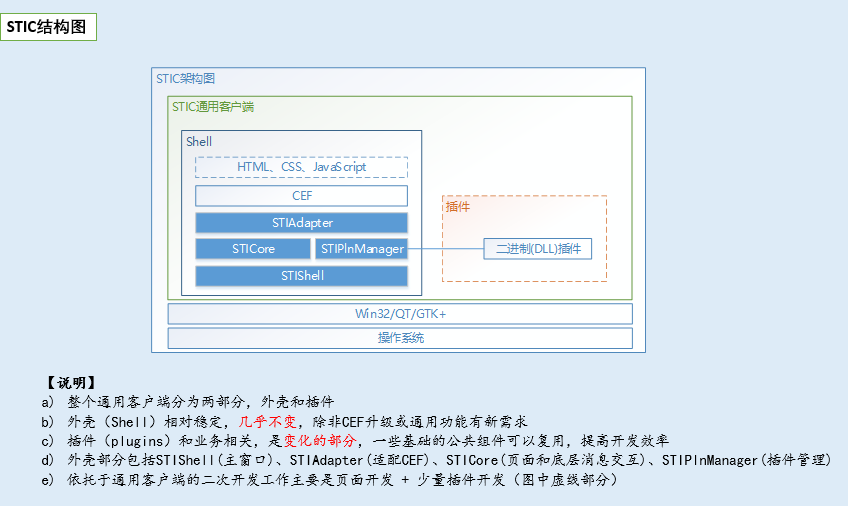 STIC结构图
STIC架构图
STIC通用客户端
Shell
HTML、CSS、JavaScript
CEF
插件
STIAdapter
STICore
STIPlnManager
二进制(DLL)插件
STIShell
Win32/QT/GTK+
操作系统
【说明】
a) 整个通用客户端分为两部分，外壳和插件
b) 外壳（Shell）相对稳定，几乎不变，除非CEF升级或通用功能有新需求
c) 插件（plugins）和业务相关，是变化的部分，一些基础的公共组件可以复用，提高开发效率
d) 外壳部分包括STIShell(主窗口)、STIAdapter(适配CEF)、STICore(页面和底层消息交互)、STIPlnManager(插件管理)
e) 依托于通用客户端的二次开发工作主要是页面开发 + 少量插件开发（图中虚线部分）